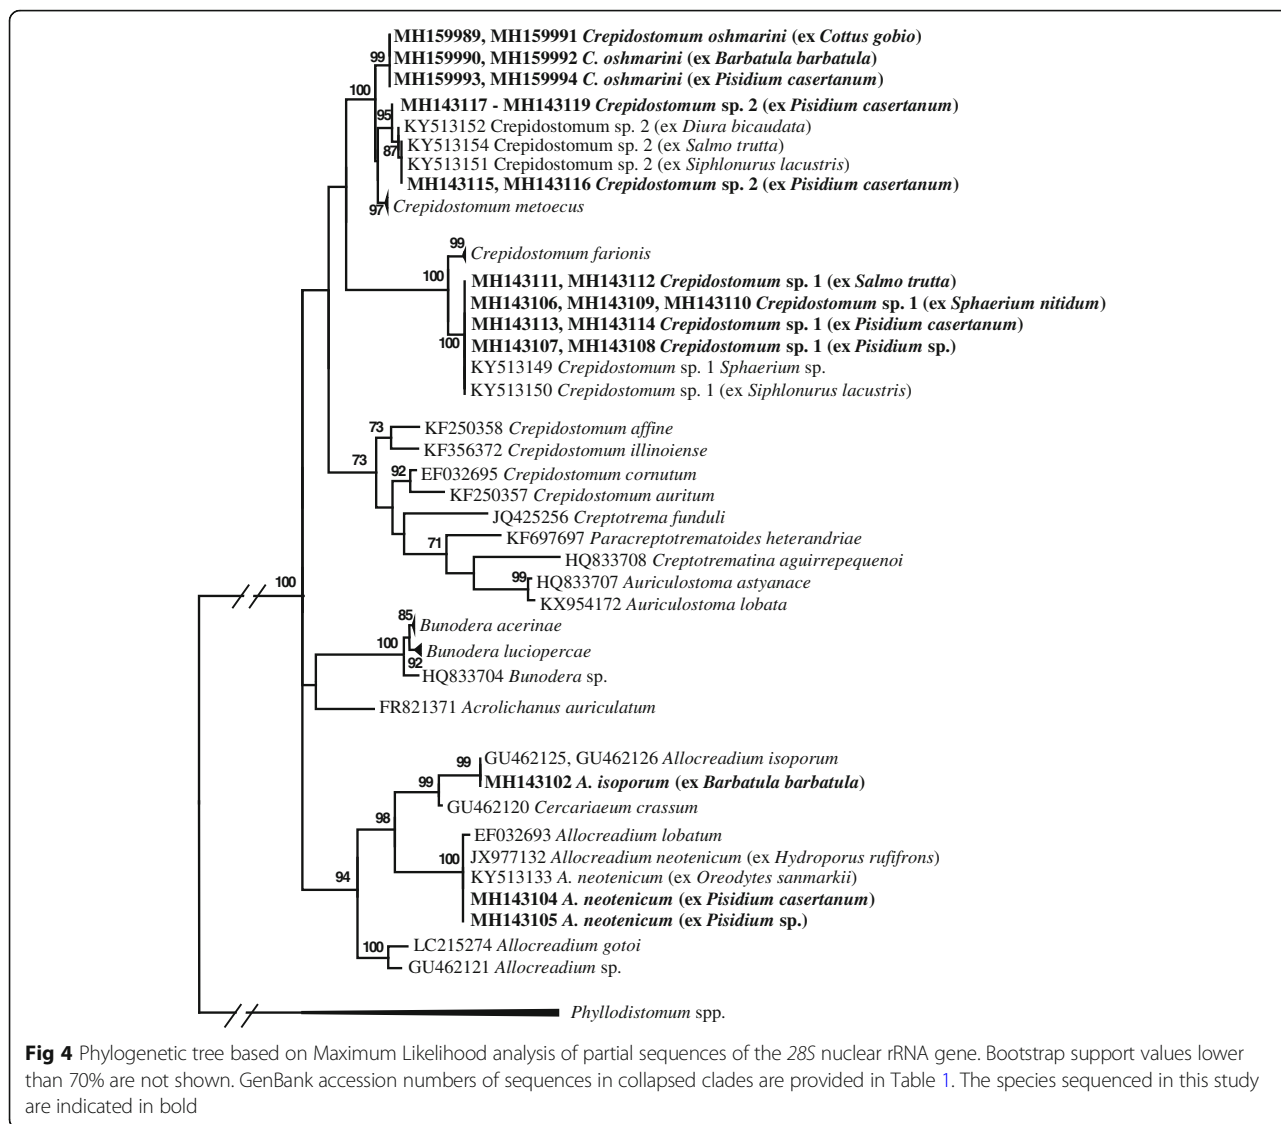 MH159989, MH159991 Crepidostomum oshmarini (ex Cottus gobio)
99
MH159990, MH159992 C. oshmarini (ex Barbatula barbatula)
MH159993, MH159994 C. oshmarini (ex Pisidium casertanum)
100
MH143117 - MH143119 Crepidostomum sp. 2 (ex Pisidium casertanum)
95
KY513152 Crepidostomum sp. 2 (ex Diura bicaudata)
KY513154 Crepidostomum sp. 2 (ex Salmo trutta)
87
KY513151 Crepidostomum sp. 2 (ex Siphlonurus lacustris)
MH143115, MH143116 Crepidostomum sp. 2 (ex Pisidium casertanum)
97
Crepidostomum metoecus
99
Crepidostomum farionis
100
MH143111, MH143112 Crepidostomum sp. 1 (ex Salmo trutta)
MH143106, MH143109, MH143110 Crepidostomum sp. 1 (ex Sphaerium nitidum)
MH143113, MH143114 Crepidostomum sp. 1 (ex Pisidium casertanum)
100
MH143107, MH143108 Crepidostomum sp. 1 (ex Pisidium sp.)
KY513149 Crepidostomum sp. 1 Sphaerium sp.
KY513150 Crepidostomum sp. 1 (ex Siphlonurus lacustris)
73
KF250358 Crepidostomum affine
KF356372 Crepidostomum illinoiense
73
92
EF032695 Crepidostomum cornutum
KF250357 Crepidostomum auritum
JQ425256 Creptotrema funduli
KF697697 Paracreptotrematoides heterandriae
71
HQ833708 Creptotrematina aguirrepequenoi
99
HQ833707 Auriculostoma astyanace
KX954172 Auriculostoma lobata
100
85
Bunodera acerinae
100
Bunodera luciopercae
92
HQ833704 Bunodera sp.
FR821371 Acrolichanus auriculatum
GU462125, GU462126 Allocreadium isoporum
99
MH143102 A. isoporum (ex Barbatula barbatula)
99
GU462120 Cercariaeum crassum
98
EF032693 Allocreadium lobatum
100
JX977132 Allocreadium neotenicum (ex Hydroporus rufifrons)
KY513133 A. neotenicum (ex Oreodytes sanmarkii)
94
MH143104 A. neotenicum (ex Pisidium casertanum)
MH143105 A. neotenicum (ex Pisidium sp.)
100
LC215274 Allocreadium gotoi
GU462121 Allocreadium sp.
Phyllodistomum spp.
Fig 4 Phylogenetic tree based on Maximum Likelihood analysis of partial sequences of the 28S nuclear rRNA gene. Bootstrap support values lower
than 70% are not shown. GenBank accession numbers of sequences in collapsed clades are provided in Table 1. The species sequenced in this study
are indicated in bold